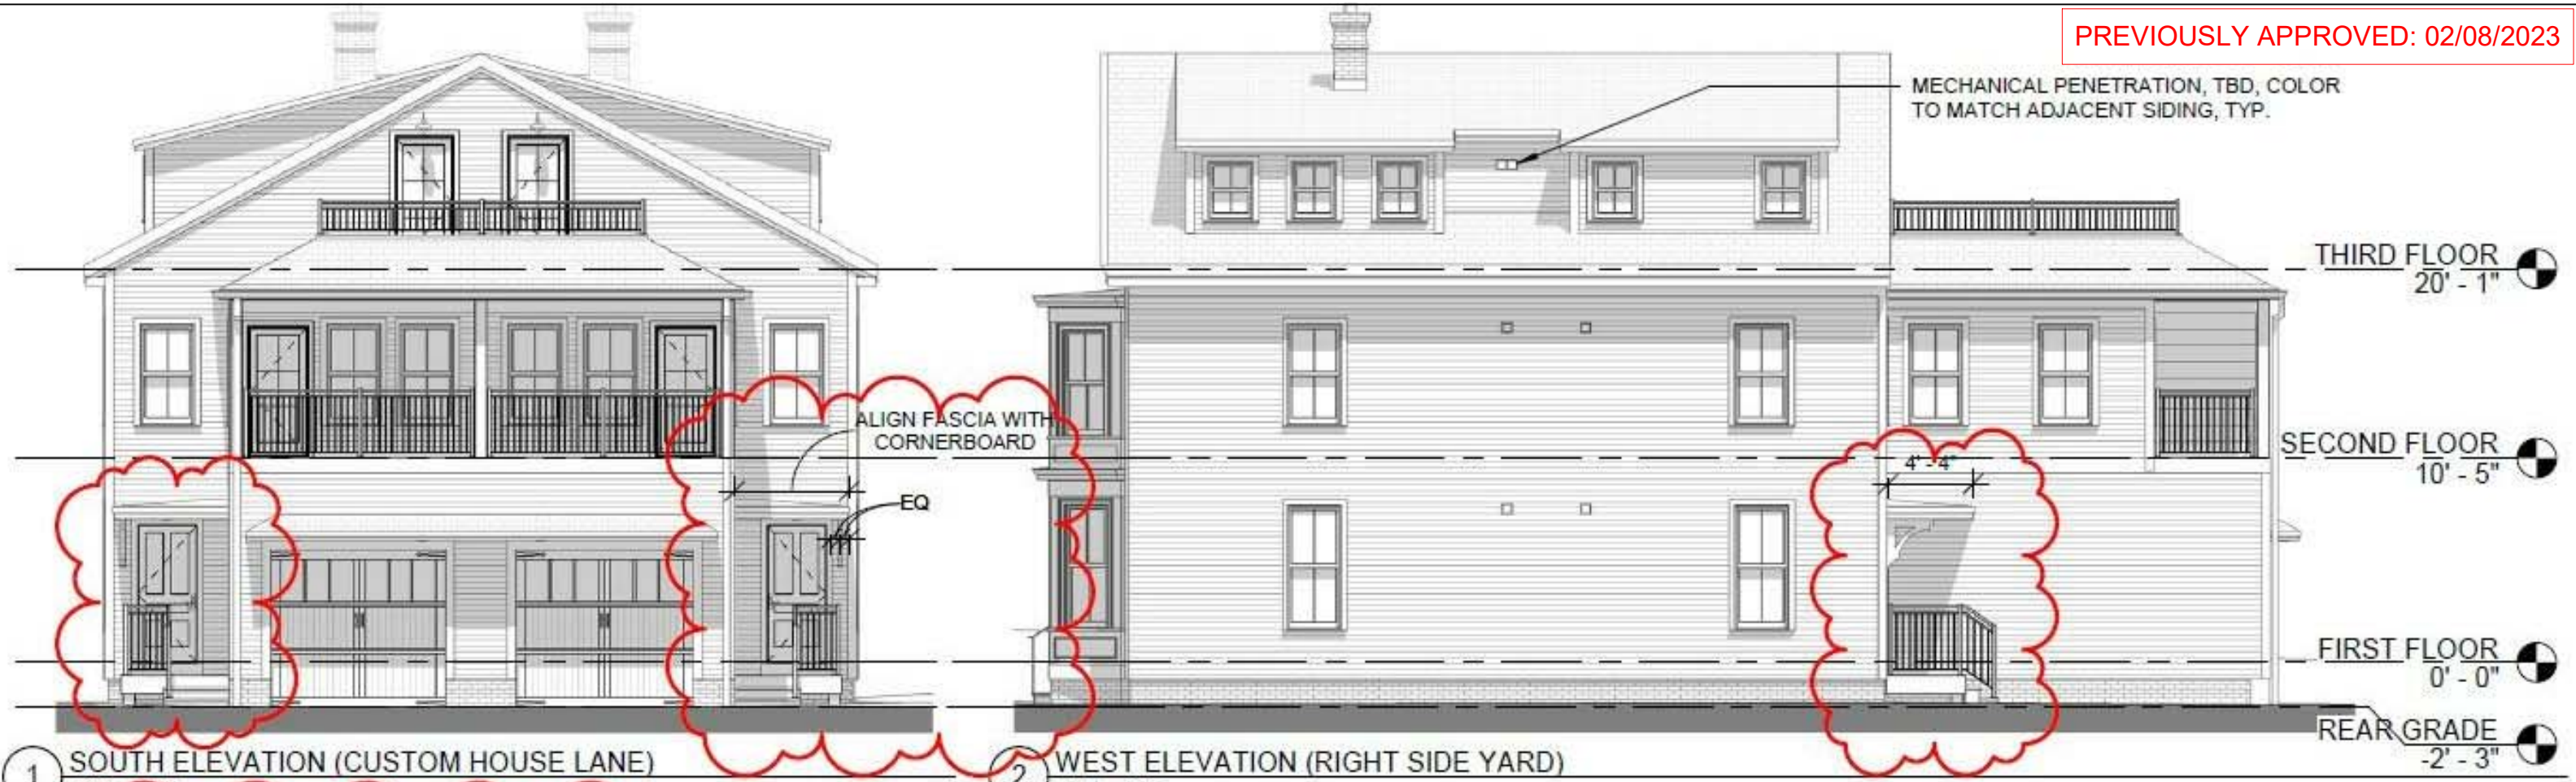 PREVIOUSLY APPROVED: 02/08/2023
MECHANICAL PENETRATION, TBD, COLOR
TO MATCH ADJACENT SIDING, TYP.
THIRD FLOOR
20' - 1"
ALIGN FASCIA WITH
CORNERBOARD
EQ
4' - 4"
SECOND FLOOR
10' - 5"
FIRST FLOOR
0' - 0"
REAR GRADE
-2' - 3"
1 SOUTH ELEVATION (CUSTOM HOUSE LANE)
2 WEST ELEVATION (RIGHT SIDE YARD)